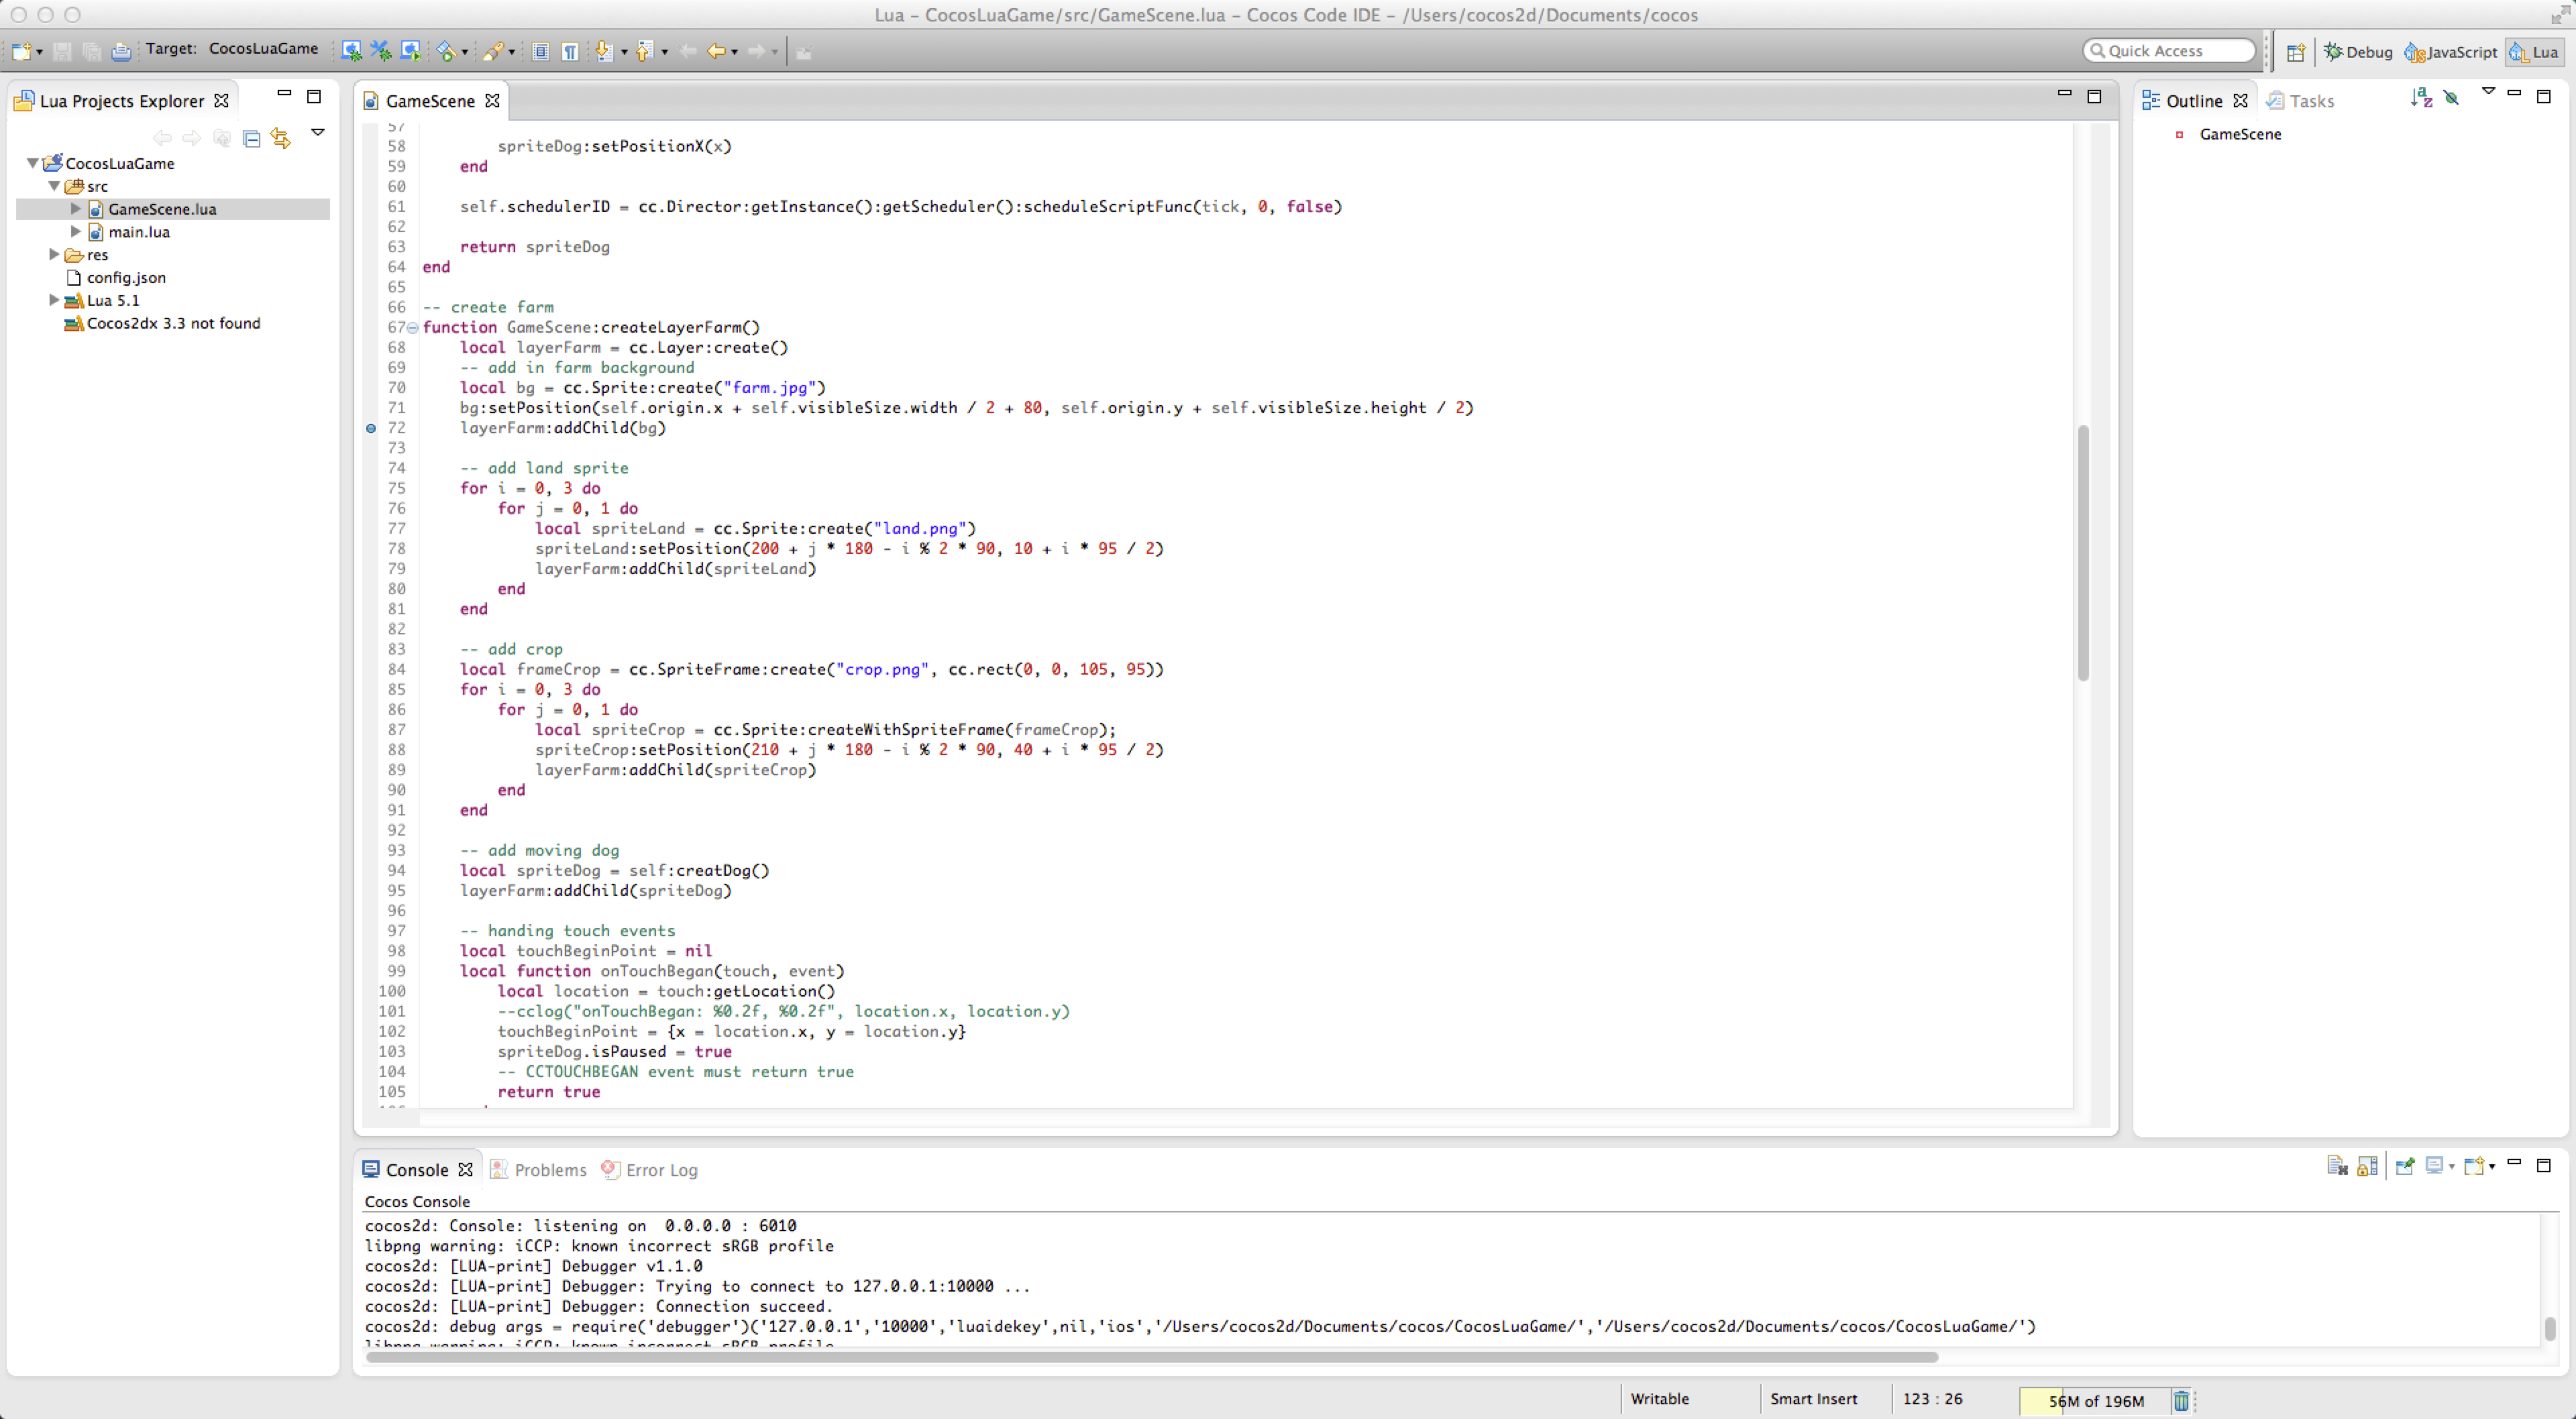 Lua – CocosLuaGame/src/GameScene.lua – Cocos Code IDE – /Users/cocos2d/Documents/cocos
Target: CocosLuaGame
Quick Access
Debug
JavaScript
Lua
Lua Projects Explorer
CocosLuaGame
src
GameScene.lua
main.lua
res
config.json
Lua 5.1
Cocos2dx 3.3 not found
GameScene
57
58 spriteDog:setPositionX(x)
59 end
60
61 self.schedulerID = cc.Director:getInstance():getScheduler():scheduleScriptFunc(tick, 0, false)
62
63 return spriteDog
64 end
65
66 -- create farm
67 function GameScene:createLayerFarm()
68 local layerFarm = cc.Layer:create()
69 -- add in farm background
70 local bg = cc.Sprite:create("farm.jpg")
71 bg:setPosition(self.origin.x + self.visibleSize.width / 2 + 80, self.origin.y + self.visibleSize.height / 2)
72 layerFarm:addChild(bg)
73
74 -- add land sprite
75 for i = 0, 3 do
76 for j = 0, 1 do
77 local spriteLand = cc.Sprite:create("land.png")
78 spriteLand:setPosition(200 + j * 180 - i % 2 * 90, 10 + i * 95 / 2)
79 layerFarm:addChild(spriteLand)
80 end
81 end
82
83 -- add crop
84 local frameCrop = cc.SpriteFrame:create("crop.png", cc.rect(0, 0, 105, 95))
85 for i = 0, 3 do
86 for j = 0, 1 do
87 local spriteCrop = cc.Sprite:createWithSpriteFrame(frameCrop);
88 spriteCrop:setPosition(210 + j * 180 - i % 2 * 90, 40 + i * 95 / 2)
89 layerFarm:addChild(spriteCrop)
90 end
91 end
92
93 -- add moving dog
94 local spriteDog = self:creatDog()
95 layerFarm:addChild(spriteDog)
96
97 -- handing touch events
98 local touchBeginPoint = nil
99 local function onTouchBegan(touch, event)
100 local location = touch:getLocation()
101 --cclog("onTouchBegan: %0.2f, %0.2f", location.x, location.y)
102 touchBeginPoint = {x = location.x, y = location.y}
103 spriteDog.isPaused = true
104 -- CCTOUCHBEGAN event must return true
105 return true
Outline
Tasks
GameScene
Console
Problems
Error Log
Cocos Console
cocos2d: Console: listening on  0.0.0.0 : 6010
libpng warning: iCCP: known incorrect sRGB profile
cocos2d: [LUA-print] Debugger v1.1.0
cocos2d: [LUA-print] Debugger: Trying to connect to 127.0.0.1:10000 ...
cocos2d: [LUA-print] Debugger: Connection succeed.
cocos2d: debug args = require('debugger')('127.0.0.1','10000','luaidekey',nil,'ios','/Users/cocos2d/Documents/cocos/CocosLuaGame/','/Users/cocos2d/Documents/cocos/CocosLuaGame/')
libpng warning: iCCP: known incorrect sRGB profile
Writable
Smart Insert
123 : 26
56M of 196M